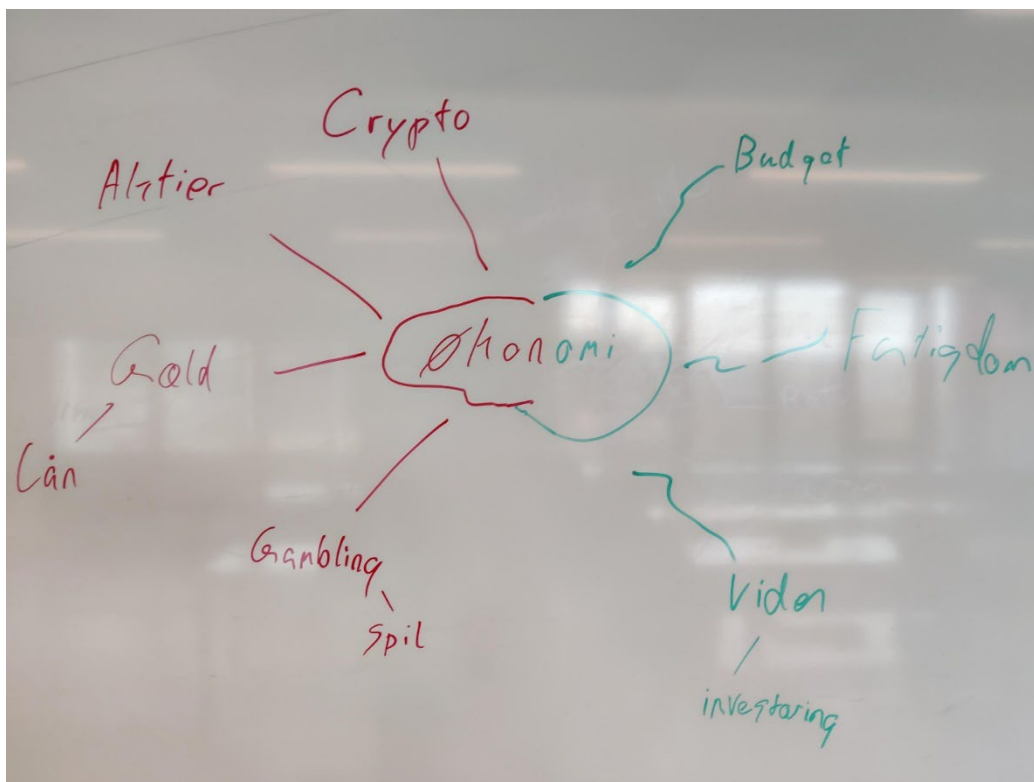 Crypto
Budget
Aktier
Økonomi
Fattigdom
Gæld
Lån
Gambling
Spil
Viden
investering